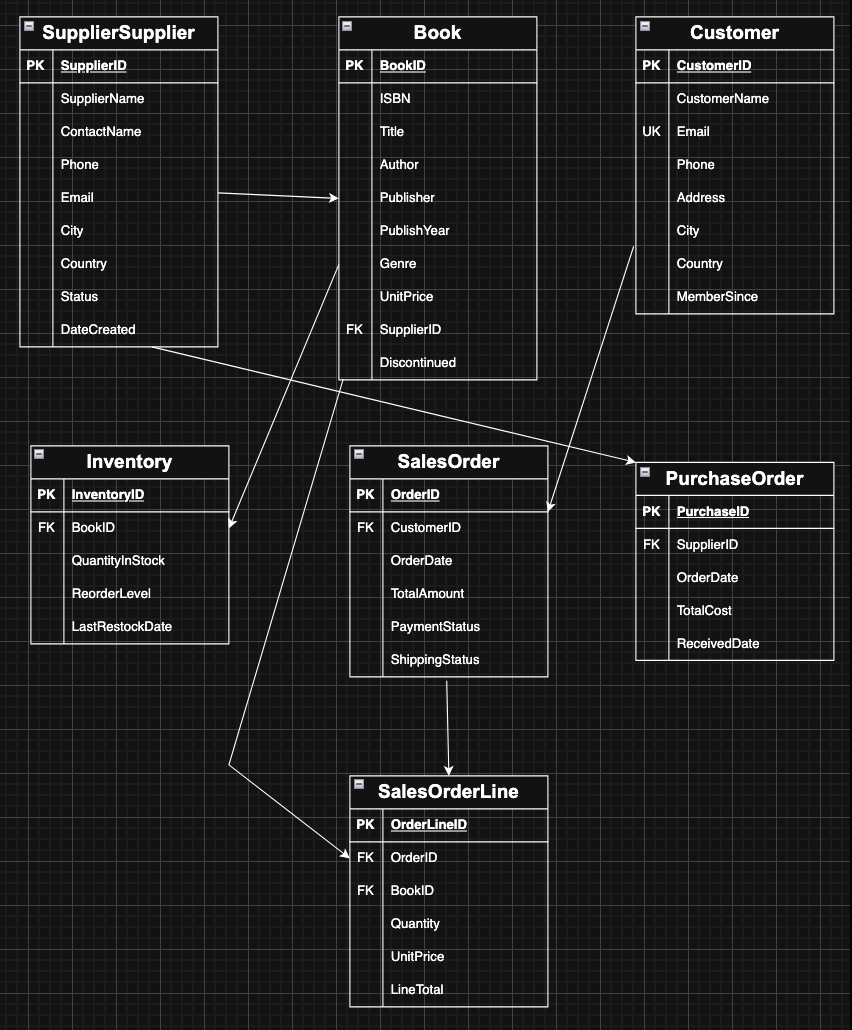 SupplierSupplier
PK SupplierID
SupplierName
ContactName
Phone
Email
City
Country
Status
DateCreated
Book
PK BookID
ISBN
Title
Author
Publisher
PublishYear
Genre
UnitPrice
FK SupplierID
Discontinued
Customer
PK CustomerID
CustomerName
UK Email
Phone
Address
City
Country
MemberSince
Inventory
PK InventoryID
FK BookID
QuantityInStock
ReorderLevel
LastRestockDate
SalesOrder
PK OrderID
FK CustomerID
OrderDate
TotalAmount
PaymentStatus
ShippingStatus
PurchaseOrder
PK PurchaseID
FK SupplierID
OrderDate
TotalCost
ReceivedDate
SalesOrderLine
PK OrderLineID
FK OrderID
FK BookID
Quantity
UnitPrice
LineTotal